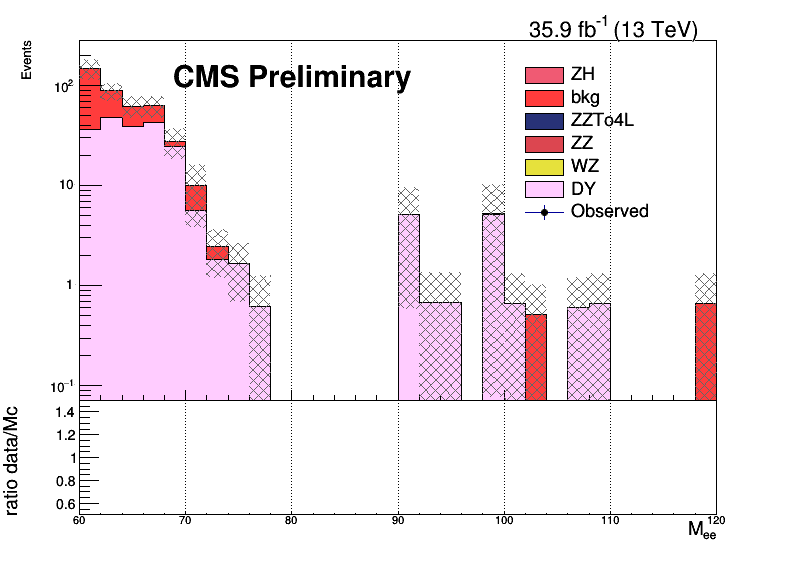 35.9 fb⁻¹ (13 TeV)
Events
CMS Preliminary
ZH
bkg
ZZTo4L
ZZ
WZ
DY
Observed
10²
10
1
10⁻¹
ratio data/Mc
1.4
1.2
1
0.8
0.6
60 70 80 90 100 110 120
Mee